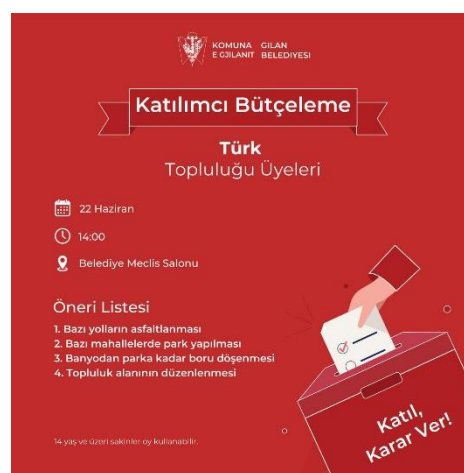 KOMUNA GILAN
E GJILANIT BELEDIYESI
Katılımcı Bütçeleme
Türk
Topluluğu Üyeleri
22 Haziran
14:00
Belediye Meclis Salonu
Öneri Listesi
1. Bazı yolların asfaltlanması
2. Bazı mahallelerde park yapılması
3. Banyodan parka kadar boru döşenmesi
4. Topluluk alanının düzenlenmesi
Katıl,
Karar Ver!
14 yaş ve üzeri sakinler oy kullanabilir.